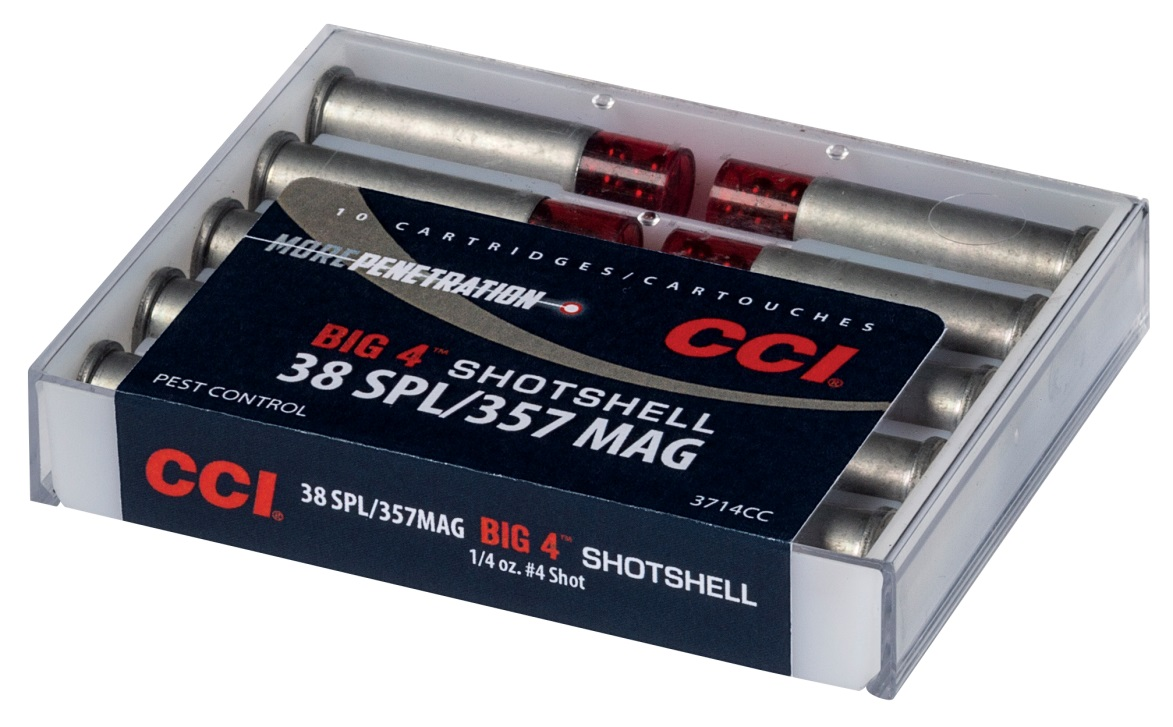 10 CARTRIDGES/CARTOUCHES
MORE PENETRATION
CCI®
BIG 4™ SHOTSHELL
38 SPL/357 MAG
PEST CONTROL
3714CC
CCI® 38 SPL/357MAG BIG 4™ SHOTSHELL
1/4 oz. #4 Shot